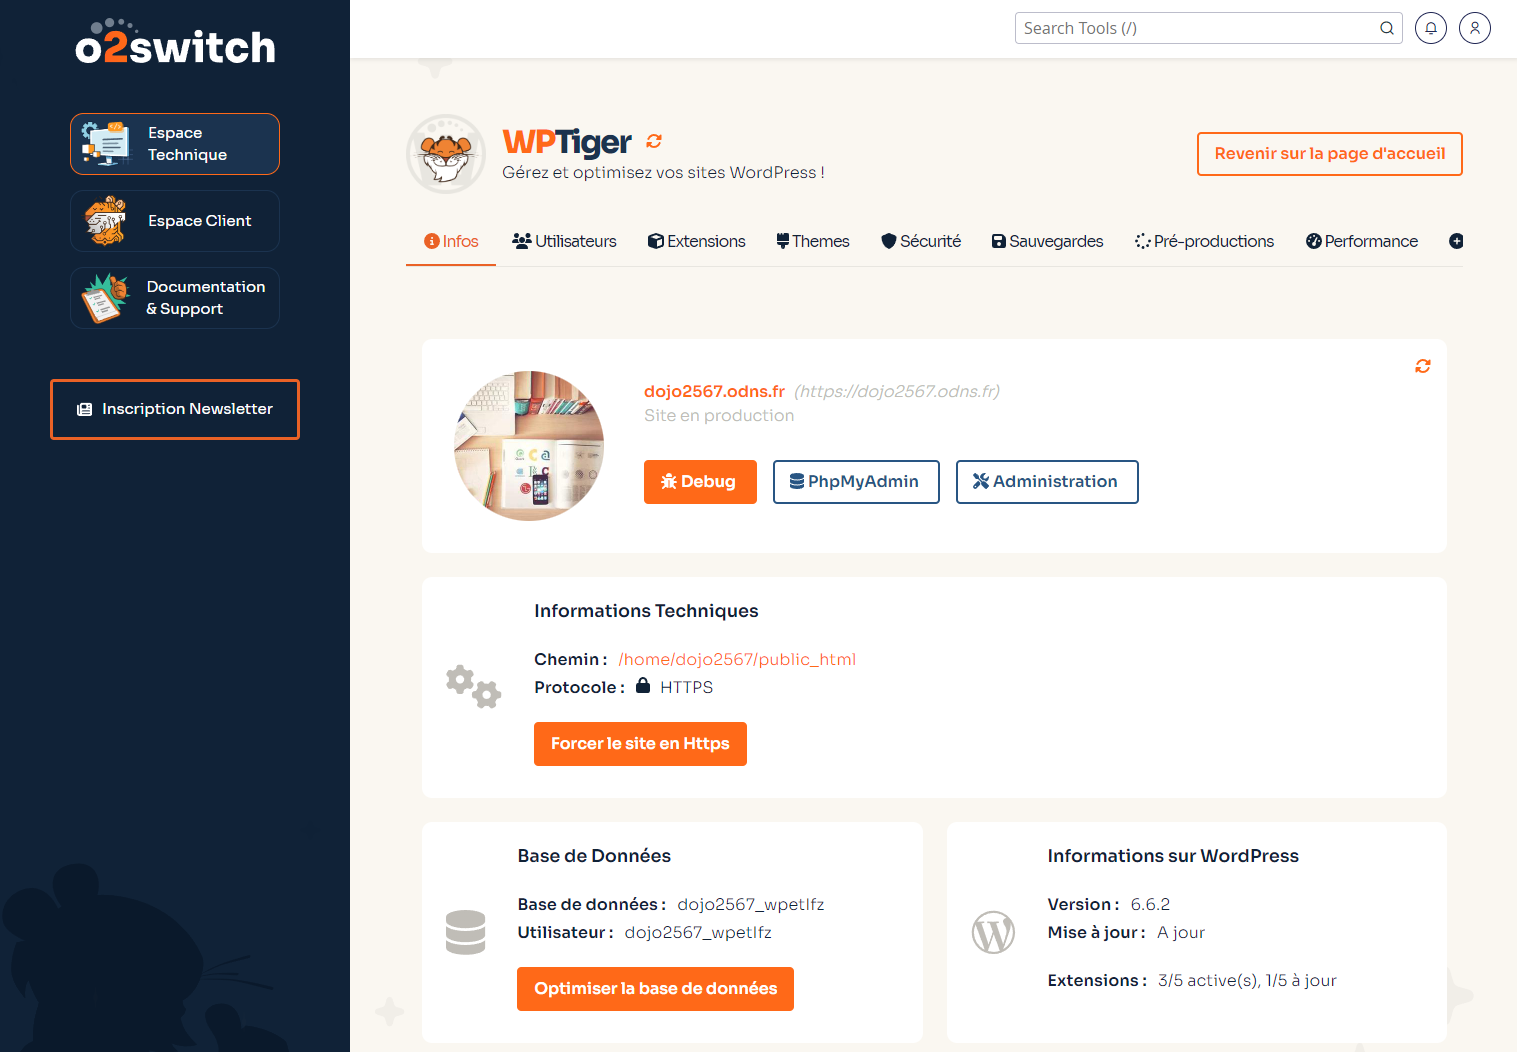 o2switch
Search Tools (/)
Espace
Technique
Espace Client
Documentation
& Support
Inscription Newsletter
WPTiger
Gérez et optimisez vos sites WordPress !
Revenir sur la page d'accueil
Infos Utilisateurs Extensions Themes Sécurité Sauvegardes Pré-productions Performance
dojo2567.odns.fr (https://dojo2567.odns.fr)
Site en production
Debug PhpMyAdmin Administration
Informations Techniques
Chemin : /home/dojo2567/public_html
Protocole : HTTPS
Forcer le site en Https
Base de Données
Base de données : dojo2567_wpetlfz
Utilisateur : dojo2567_wpetlfz
Optimiser la base de données
Informations sur WordPress
Version : 6.6.2
Mise à jour : A jour
Extensions : 3/5 active(s), 1/5 à jour